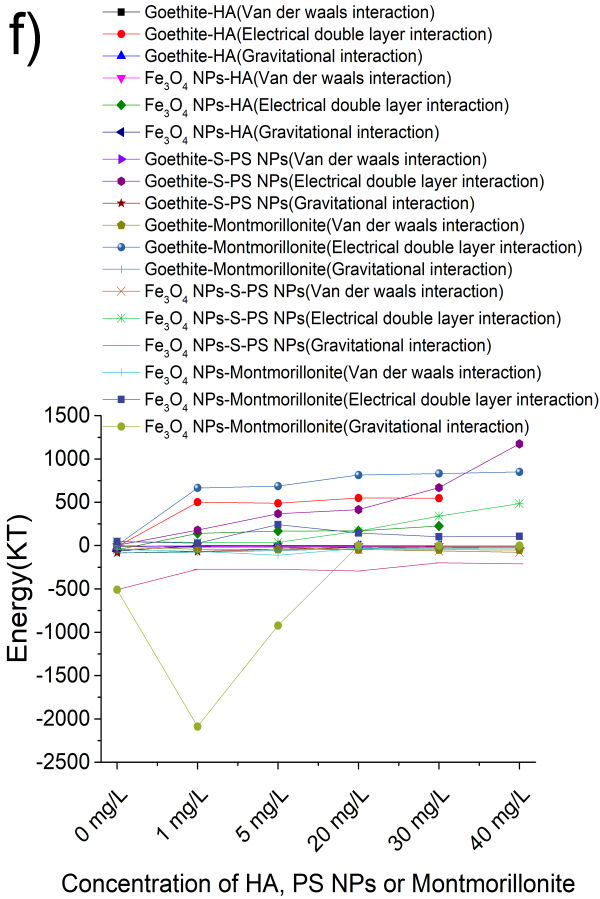 f)
Goethite-HA(Van der waals interaction)
Goethite-HA(Electrical double layer interaction)
Goethite-HA(Gravitational interaction)
Fe₃O₄ NPs-HA(Van der waals interaction)
Fe₃O₄ NPs-HA(Electrical double layer interaction)
Fe₃O₄ NPs-HA(Gravitational interaction)
Goethite-S-PS NPs(Van der waals interaction)
Goethite-S-PS NPs(Electrical double layer interaction)
Goethite-S-PS NPs(Gravitational interaction)
Goethite-Montmorillonite(Van der waals interaction)
Goethite-Montmorillonite(Electrical double layer interaction)
Goethite-Montmorillonite(Gravitational interaction)
Fe₃O₄ NPs-S-PS NPs(Van der waals interaction)
Fe₃O₄ NPs-S-PS NPs(Electrical double layer interaction)
Fe₃O₄ NPs-S-PS NPs(Gravitational interaction)
Fe₃O₄ NPs-Montmorillonite(Van der waals interaction)
Fe₃O₄ NPs-Montmorillonite(Electrical double layer interaction)
Fe₃O₄ NPs-Montmorillonite(Gravitational interaction)
Energy(KT)
1500
1000
500
0
-500
-1000
-1500
-2000
-2500
0 mg/L
1 mg/L
5 mg/L
20 mg/L
30 mg/L
40 mg/L
Concentration of HA, PS NPs or Montmorillonite